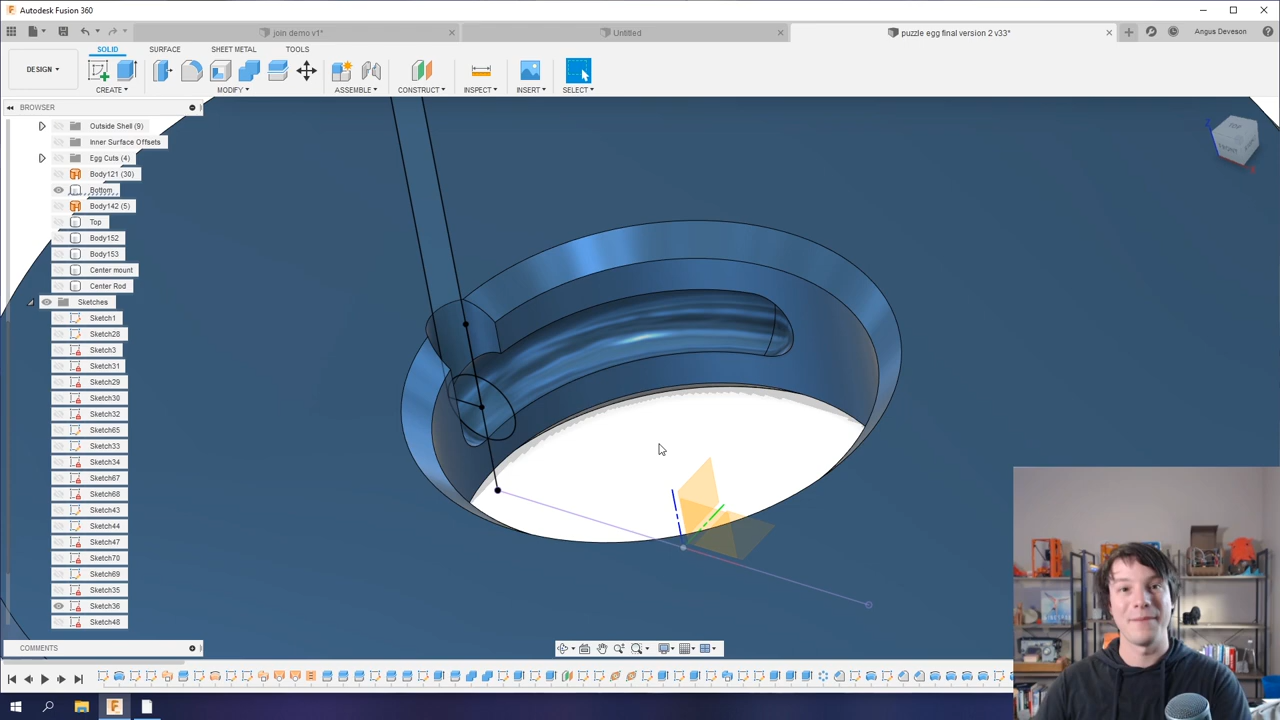 Autodesk Fusion 360
join demo v1*
Untitled
puzzle egg final version 2 v33*
Angus Deveson
SOLID
SURFACE
SHEET METAL
TOOLS
DESIGN
CREATE
MODIFY
ASSEMBLE
CONSTRUCT
INSPECT
INSERT
SELECT
BROWSER
Outside Shell (9)
Inner Surface Offsets
Egg Cuts (4)
Body121 (30)
Bottom
Body142 (5)
Top
Body152
Body153
Center mount
Center Rod
Sketches
Sketch1
Sketch28
Sketch3
Sketch31
Sketch29
Sketch30
Sketch32
Sketch65
Sketch33
Sketch34
Sketch67
Sketch68
Sketch43
Sketch44
Sketch47
Sketch70
Sketch69
Sketch35
Sketch36
Sketch48
COMMENTS